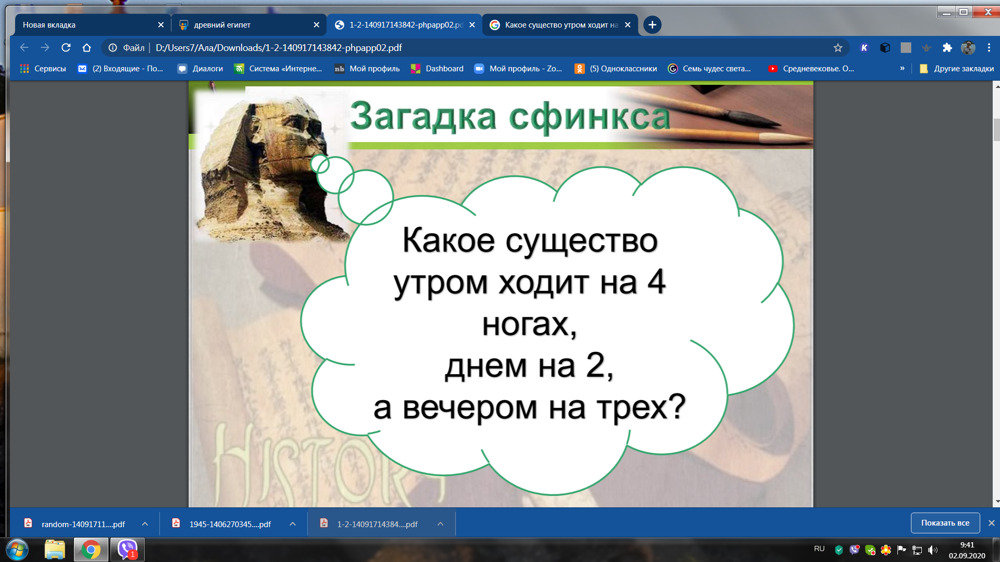 Новая вкладка
древний египет
1-2-140917143842-phpapp02.pd
Какое существо утром ходит на
Файл | D:/Users7/Ала/Downloads/1-2-140917143842-phpapp02.pdf
Сервисы
(2) Входящие - По...
Диалоги
Система «Интерне...
nb Мой профиль
Dashboard
Мой профиль - Zo...
(5) Одноклассники
Семь чудес света...
Средневековье. О...
»
Другие закладки
Загадка сфинкса
Какое существо
утром ходит на 4
ногах,
днем на 2,
а вечером на трех?
HISTORY
random-14091711....pdf
1945-1406270345....pdf
1-2-14091714384....pdf
Показать все
1
RU
9:41
02.09.2020